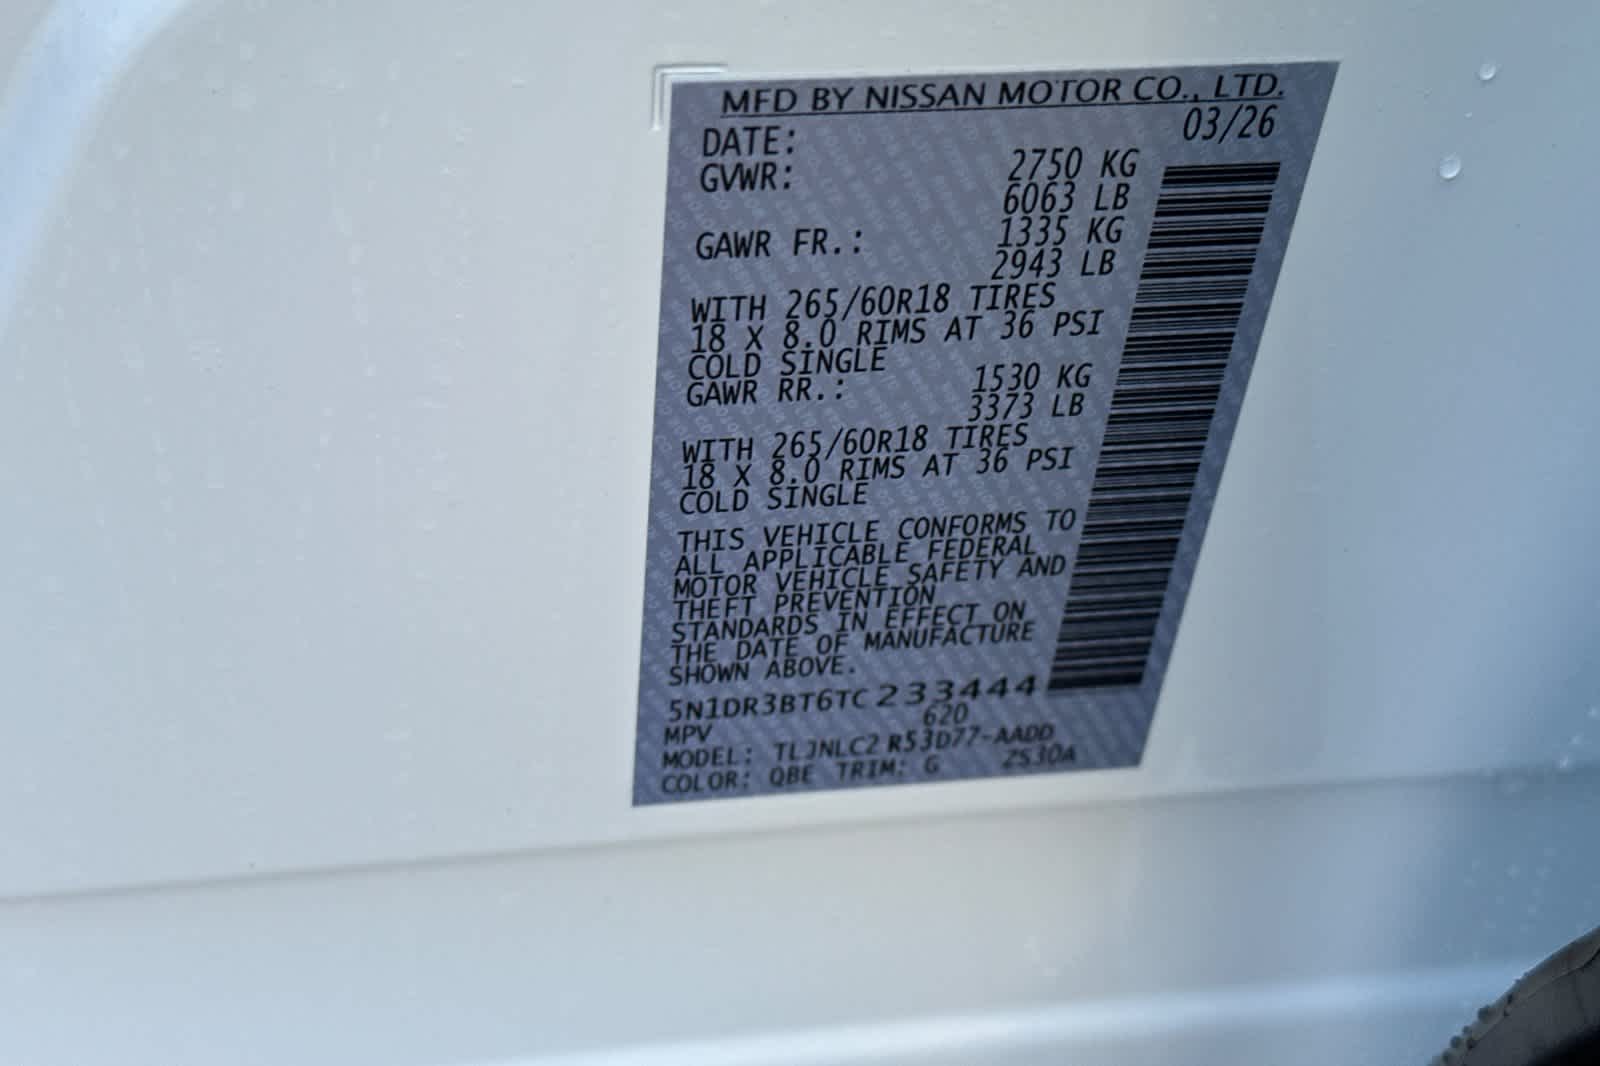 MFD BY NISSAN MOTOR CO., LTD.
DATE: 03/26
GVWR: 2750 KG
6063 LB
GAWR FR.: 1335 KG
2943 LB
WITH 265/60R18 TIRES
18 X 8.0 RIMS AT 36 PSI
COLD SINGLE
GAWR RR.: 1530 KG
3373 LB
WITH 265/60R18 TIRES
18 X 8.0 RIMS AT 36 PSI
COLD SINGLE
THIS VEHICLE CONFORMS TO
ALL APPLICABLE FEDERAL
MOTOR VEHICLE SAFETY AND
THEFT PREVENTION
STANDARDS IN EFFECT ON
THE DATE OF MANUFACTURE
SHOWN ABOVE.
5N1DR3BT6TC233444
MPV 620
MODEL: TLJNLC2 R53D77-AADD
COLOR: QBE TRIM: G ZS30A